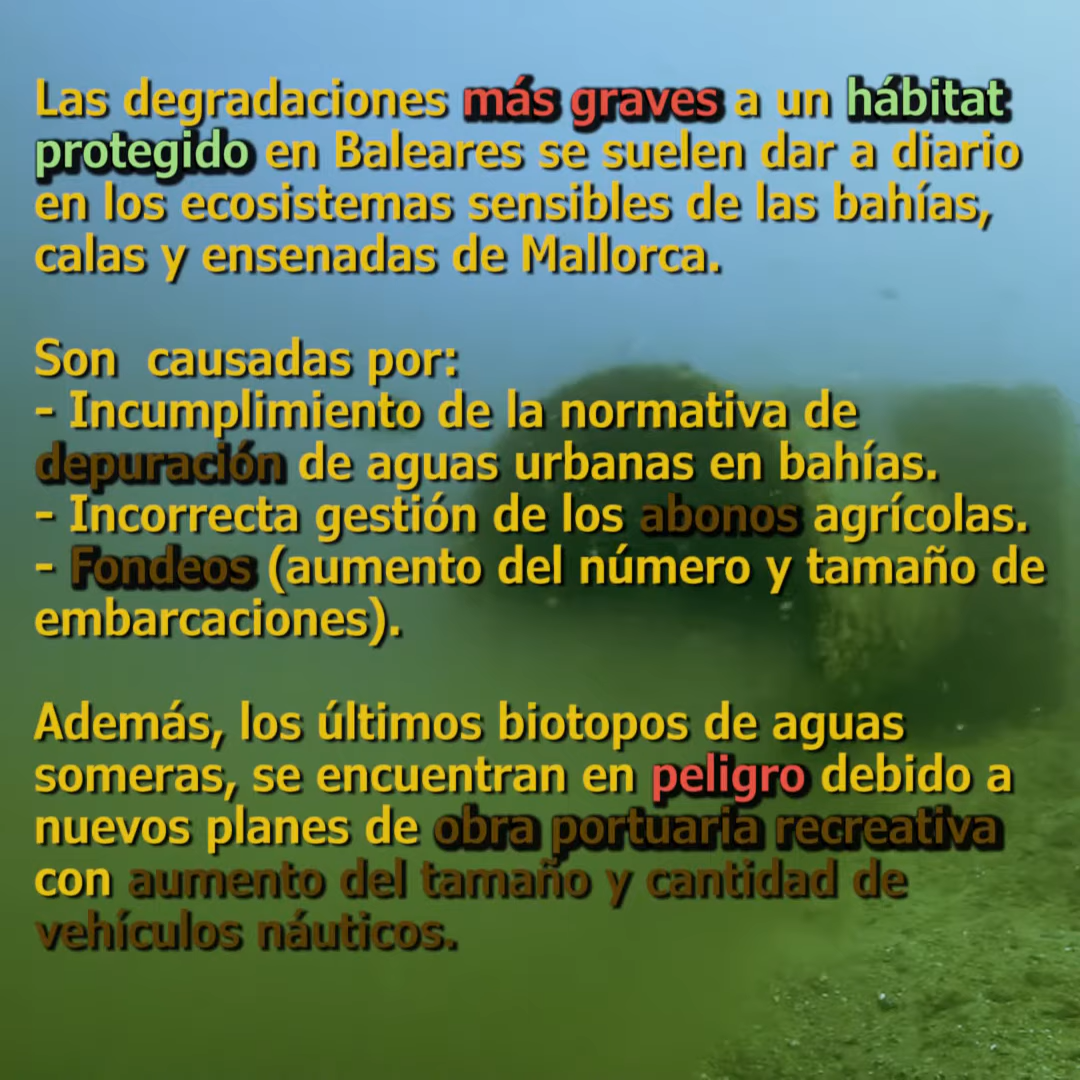 Las degradaciones más graves a un hábitat
protegido en Baleares se suelen dar a diario
en los ecosistemas sensibles de las bahías,
calas y ensenadas de Mallorca.
Son  causadas por:
- Incumplimiento de la normativa de
depuración de aguas urbanas en bahías.
- Incorrecta gestión de los abonos agrícolas.
- Fondeos (aumento del número y tamaño de
embarcaciones).
Además, los últimos biotopos de aguas
someras, se encuentran en peligro debido a
nuevos planes de obra portuaria recreativa
con aumento del tamaño y cantidad de
vehículos náuticos.